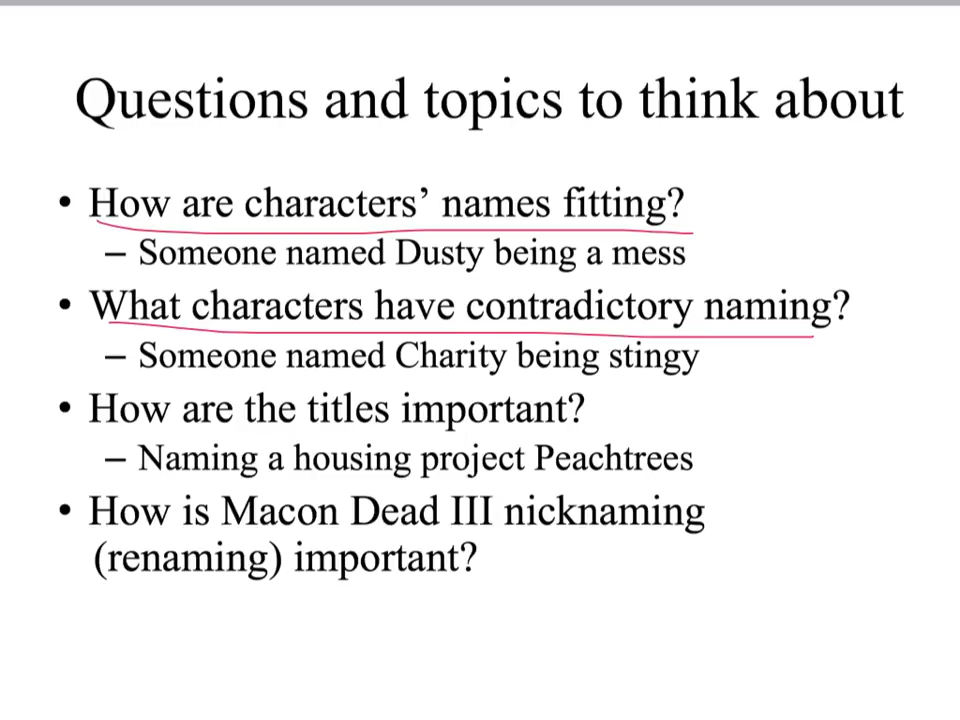 Questions and topics to think about
• How are characters’ names fitting?
– Someone named Dusty being a mess
• What characters have contradictory naming?
– Someone named Charity being stingy
• How are the titles important?
– Naming a housing project Peachtrees
• How is Macon Dead III nicknaming
(renaming) important?